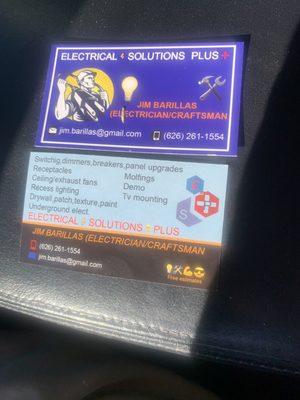 ELECTRICAL SOLUTIONS PLUS+
JIM BARILLAS
(ELECTRICIAN/CRAFTSMAN
jim.barillas@gmail.com
(626) 261-1554
Switchig,dimmers,breakers,panel upgrades
Receptacles
Molfings
Ceiling/exhaust fans
Demo
Recess lighting
Tv mounting
Drywall,patch,texture,paint
Underground elect.
S
ELECTRICAL SOLUTIONS PLUS
JIM BARILLAS (ELECTRICIAN/CRAFTSMAN
(626) 261-1554
jim.barillas@gmail.com
Free estimates